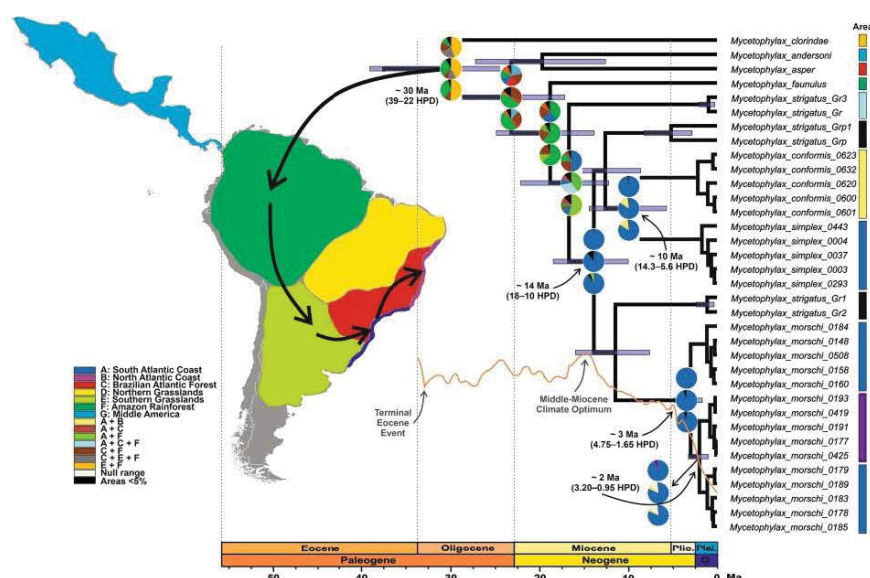 Area
Mycetophylax_clorindae
Mycetophylax_andersoni
Mycetophylax_asper
Mycetophylax_faunulus
Mycetophylax_strigatus_Gr3
Mycetophylax_strigatus_Gr
Mycetophylax_strigatus_Grp1
Mycetophylax_strigatus_Grp
Mycetophylax_conformis_0623
Mycetophylax_conformis_0632
Mycetophylax_conformis_0620
Mycetophylax_conformis_0600
Mycetophylax_conformis_0601
Mycetophylax_simplex_0443
Mycetophylax_simplex_0004
Mycetophylax_simplex_0037
Mycetophylax_simplex_0003
Mycetophylax_simplex_0293
Mycetophylax_strigatus_Gr1
Mycetophylax_strigatus_Gr2
Mycetophylax_morschi_0184
Mycetophylax_morschi_0148
Mycetophylax_morschi_0508
Mycetophylax_morschi_0158
Mycetophylax_morschi_0160
Mycetophylax_morschi_0193
Mycetophylax_morschi_0419
Mycetophylax_morschi_0191
Mycetophylax_morschi_0177
Mycetophylax_morschi_0425
Mycetophylax_morschi_0179
Mycetophylax_morschi_0189
Mycetophylax_morschi_0183
Mycetophylax_morschi_0178
Mycetophylax_morschi_0185
~ 30 Ma
(39–22 HPD)
~ 10 Ma
(14.3–5.6 HPD)
~ 14 Ma
(18–10 HPD)
~ 3 Ma
(4.75–1.65 HPD)
~ 2 Ma
(3.20–0.95 HPD)
Middle-Miocene
Climate Optimum
Terminal
Eocene
Event
A: South Atlantic Coast
B: North Atlantic Coast
C: Brazilian Atlantic Forest
D: Northern Grasslands
E: Southern Grasslands
F: Amazon Rainforest
G: Middle America
A + B
A + C
A + F
A + C + F
C + F
C + E + F
E + F
Null range
Areas <5%
Eocene Oligocene Miocene Plio. Plei.
Paleogene Neogene Q.
50 40 30 20 10 0 Ma